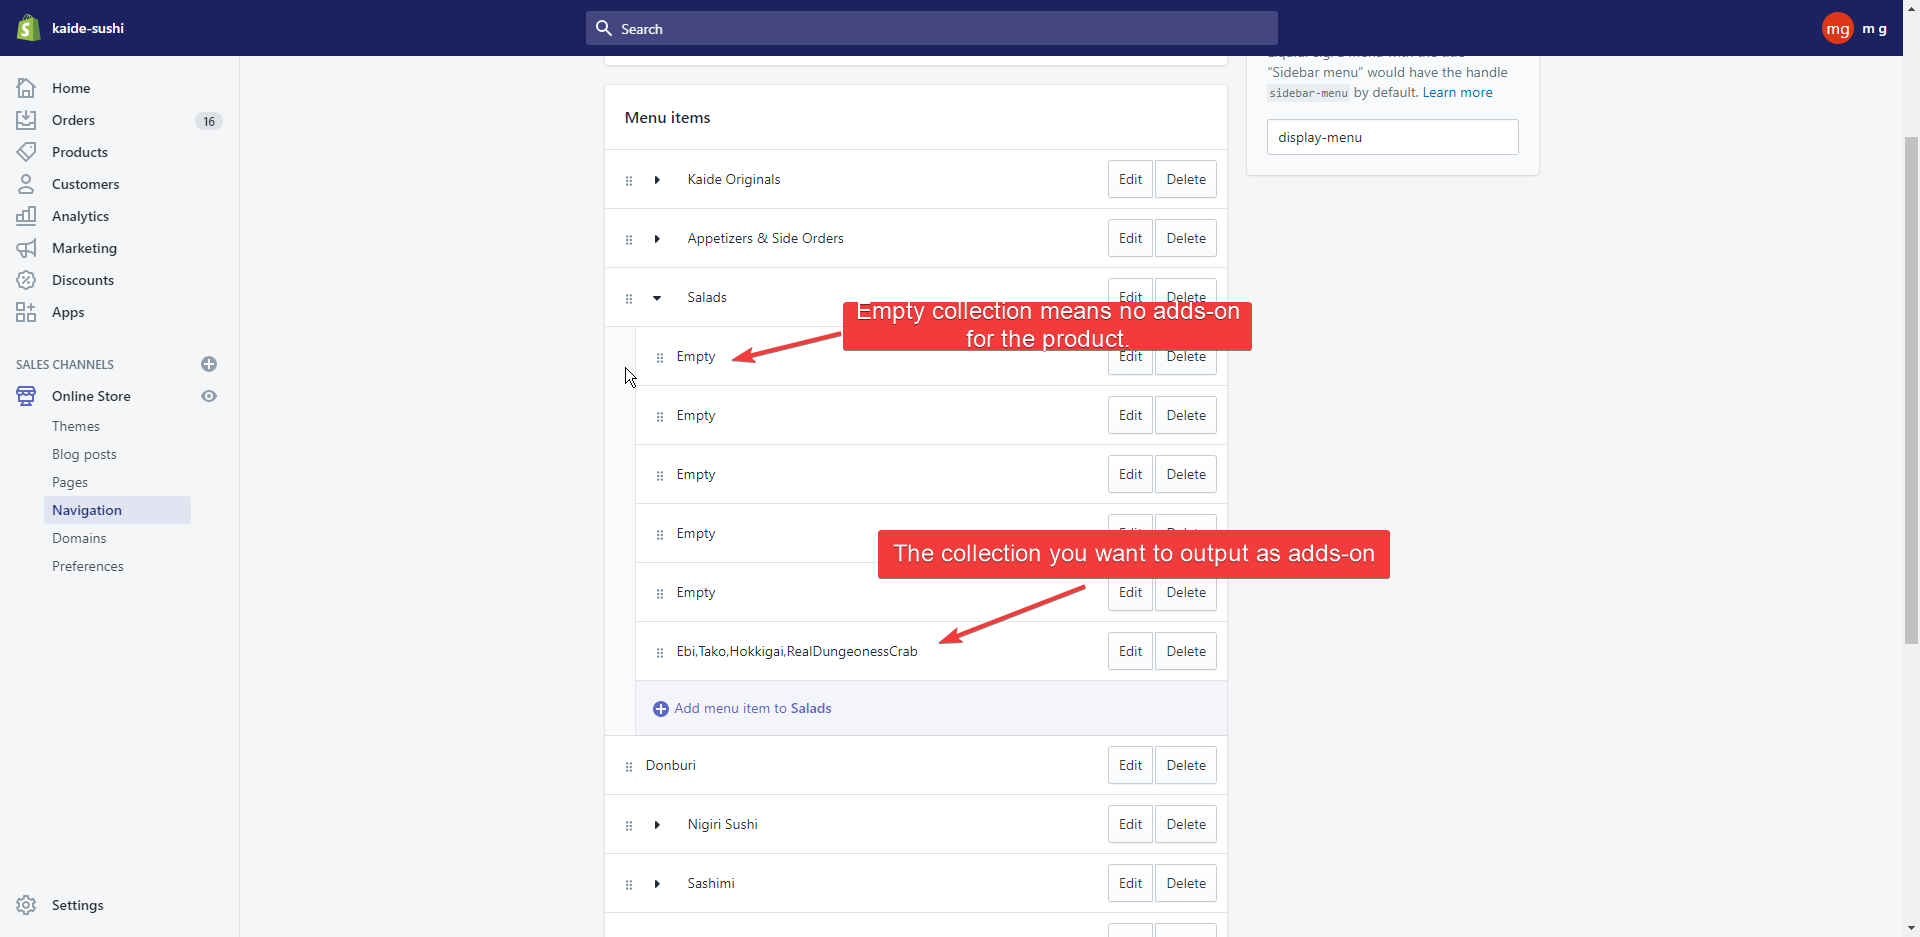 kaide-sushi
Search
mg
m g
Home
Orders
16
Products
Customers
Analytics
Marketing
Discounts
Apps
SALES CHANNELS
Online Store
Themes
Blog posts
Pages
Navigation
Domains
Preferences
Settings
Menu items
Kaide Originals
Edit
Delete
Appetizers & Side Orders
Edit
Delete
Salads
Edit
Delete
Empty collection means no adds-on
for the product.
Empty
Edit
Delete
Empty
Edit
Delete
Empty
Edit
Delete
Empty
Edit
Delete
The collection you want to output as adds-on
Empty
Edit
Delete
Ebi,Tako,Hokkigai,RealDungeonessCrab
Edit
Delete
Add menu item to Salads
Donburi
Edit
Delete
Nigiri Sushi
Edit
Delete
Sashimi
Edit
Delete
“Sidebar menu” would have the handle
sidebar-menu by default. Learn more
display-menu